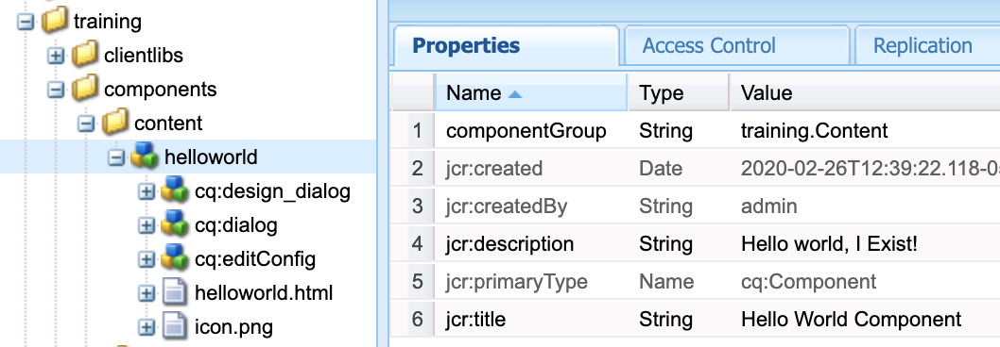 training
clientlibs
components
content
helloworld
cq:design_dialog
cq:dialog
cq:editConfig
helloworld.html
icon.png
Properties Access Control Replication
Name Type Value
1 componentGroup String training.Content
2 jcr:created Date 2020-02-26T12:39:22.118-0
3 jcr:createdBy String admin
4 jcr:description String Hello world, I Exist!
5 jcr:primaryType Name cq:Component
6 jcr:title String Hello World Component